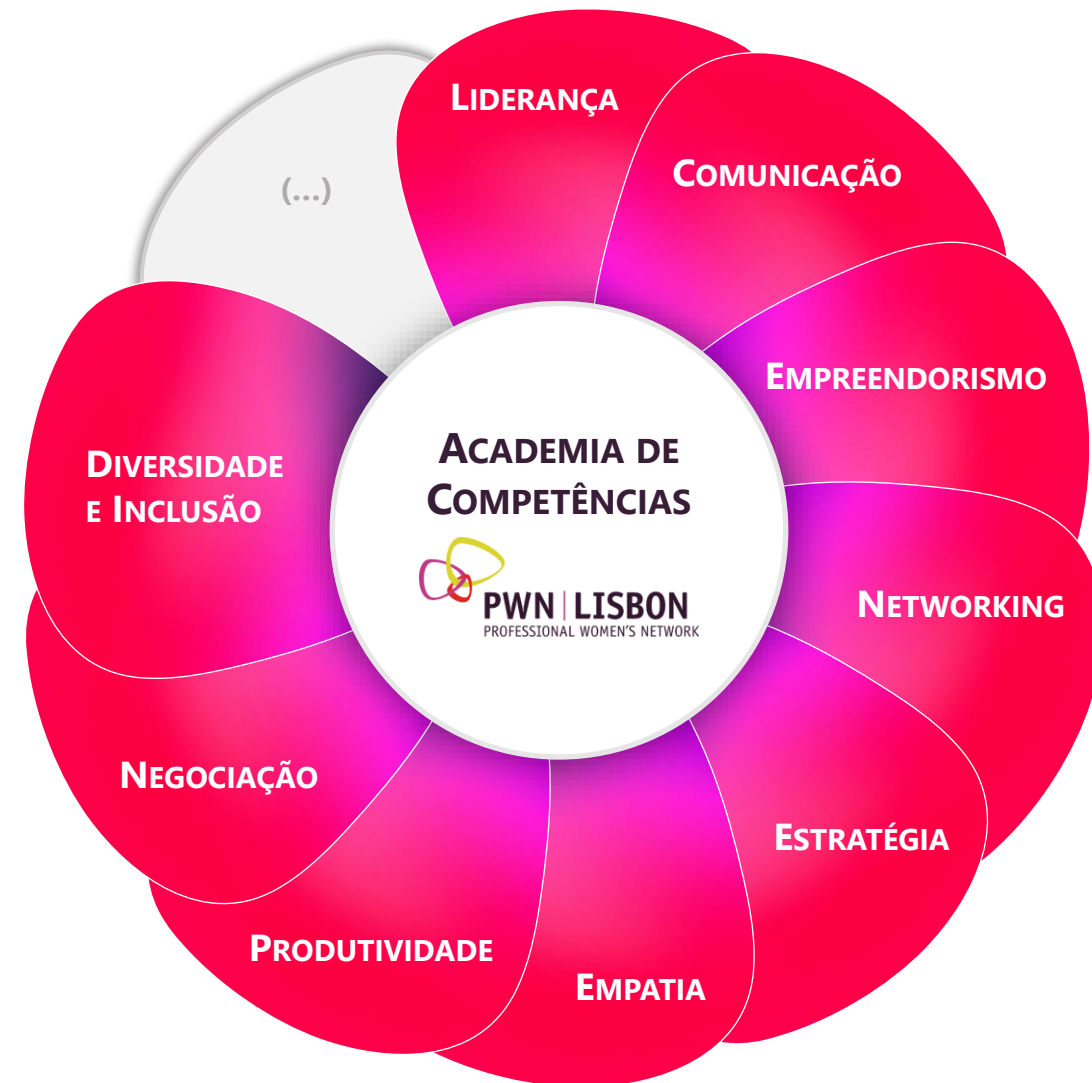 Liderança
Comunicação
Empreendorismo
Networking
Estratégia
Empatia
Produtividade
Negociação
Diversidade
e Inclusão
(...)
Academia de
Competências
PWN | LISBON
PROFESSIONAL WOMEN'S NETWORK